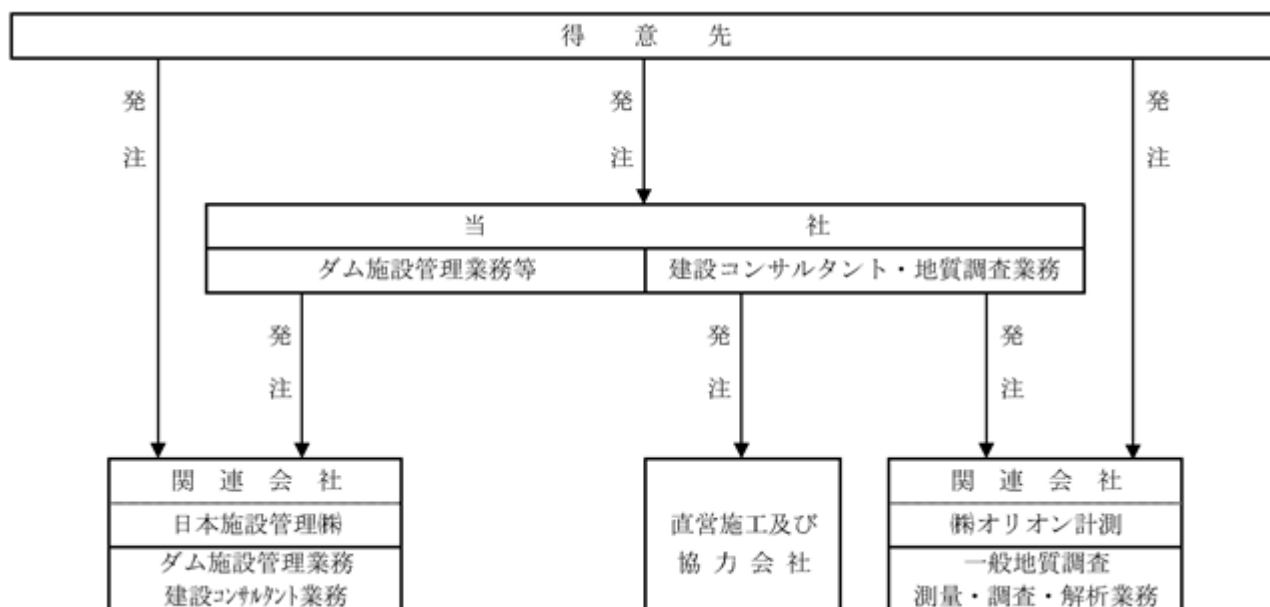 得意先
発注
発注
発注
当社
ダム施設管理業務等
建設コンサルタント・地質調査業務
発注
発注
発注
関連会社
日本施設管理㈱
ダム施設管理業務
建設ｺﾝｻﾙﾀﾝﾄ業務
直営施工及び
協力会社
関連会社
㈱オリオン計測
一般地質調査
測量・調査・解析業務